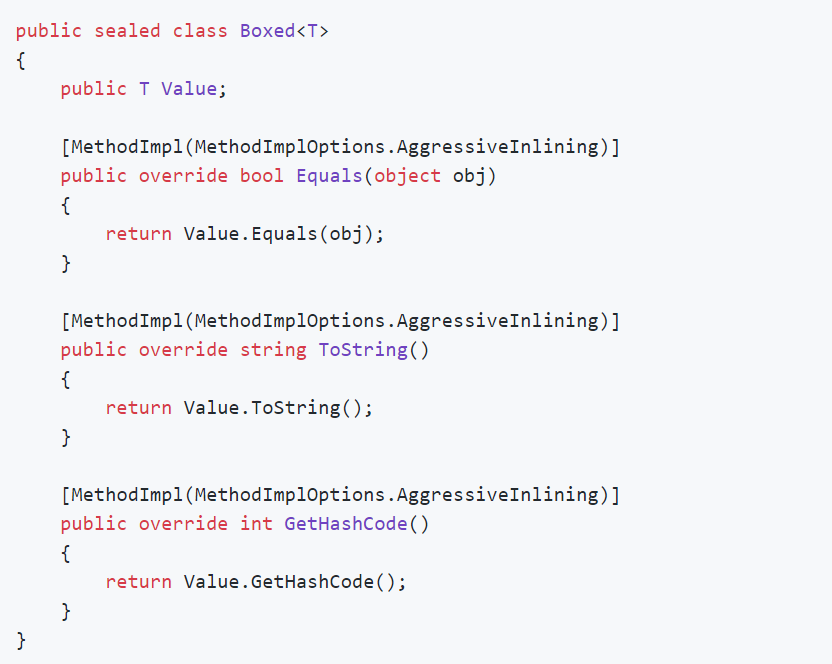 public sealed class Boxed<T>
{
    public T Value;

    [MethodImpl(MethodImplOptions.AggressiveInlining)]
    public override bool Equals(object obj)
    {
        return Value.Equals(obj);
    }

    [MethodImpl(MethodImplOptions.AggressiveInlining)]
    public override string ToString()
    {
        return Value.ToString();
    }

    [MethodImpl(MethodImplOptions.AggressiveInlining)]
    public override int GetHashCode()
    {
        return Value.GetHashCode();
    }
}